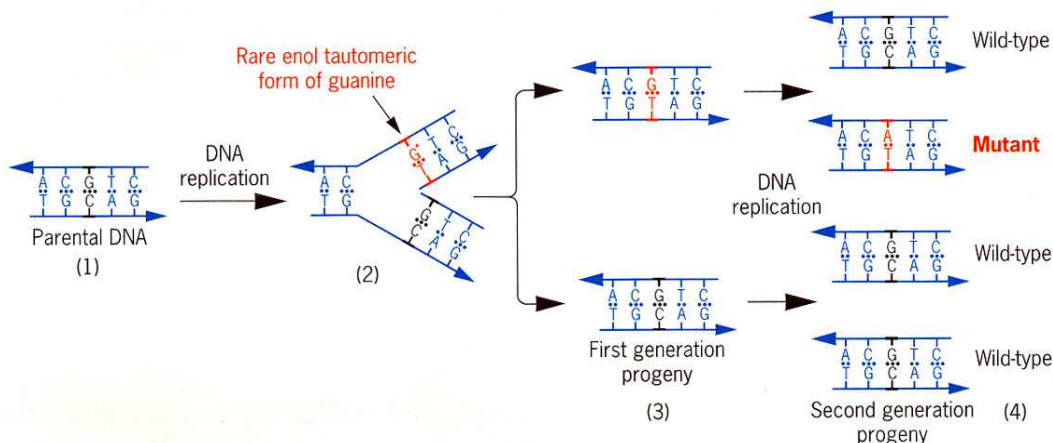 Rare enol tautomeric
form of guanine
DNA
replication
A C G T C
T G C A G
Parental DNA
(1)
A C
T G
G* T C
T A G
G T C
C A G
(2)
A C G T C
T G T A G
A C G T C
T G C A G
First generation
progeny
(3)
DNA
replication
A C G T C
T G C A G
Wild-type
A C A T C
T G T A G
Mutant
A C G T C
T G C A G
Wild-type
A C G T C
T G C A G
Wild-type
Second generation
progeny
(4)